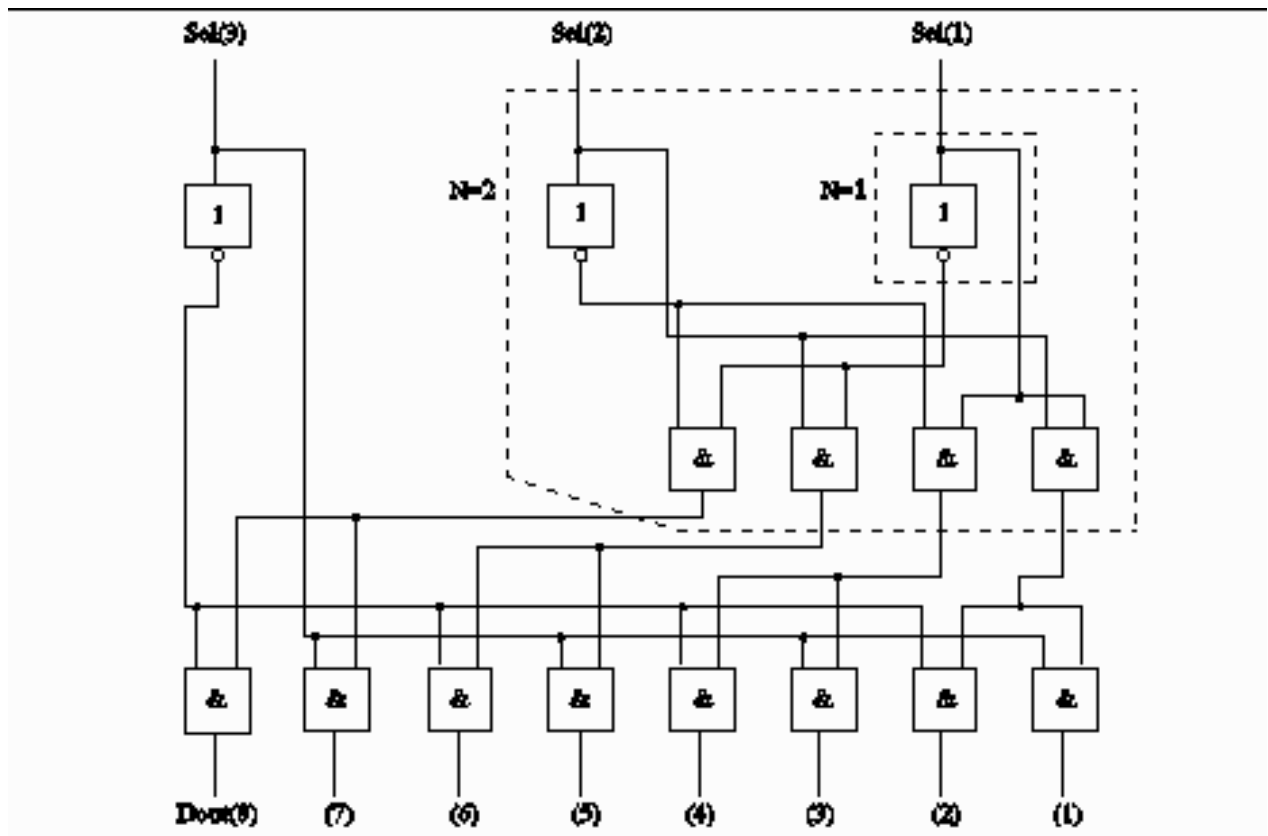 Sel(3) Sel(2) Sel(1)
N=2 N=1
1 1 1
& & & &
& & & & & & & &
Dout(8) (7) (6) (5) (4) (3) (2) (1)